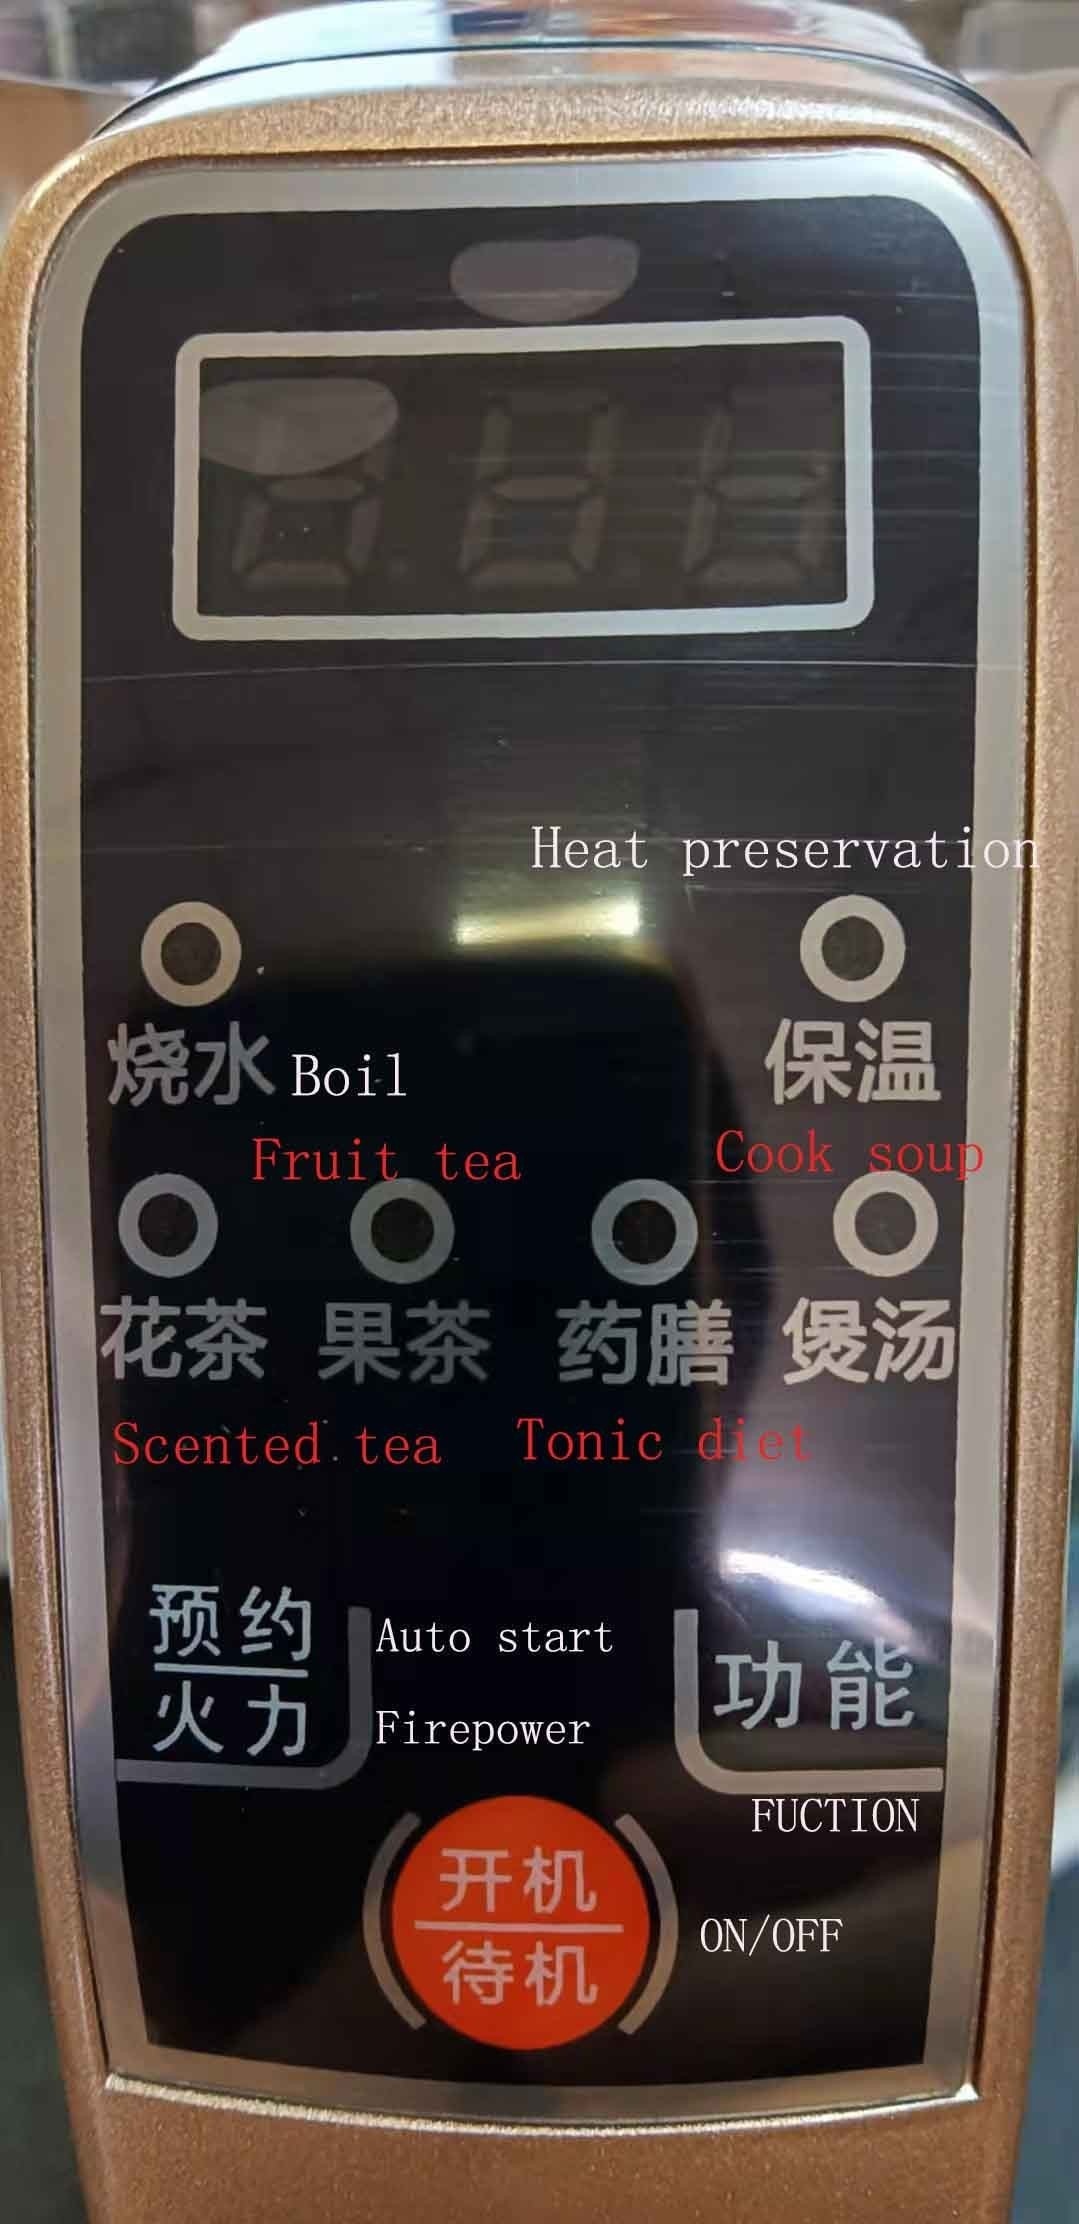 Heat preservation
烧水 Boil
保温
Fruit tea
Cook soup
花茶 果茶 药膳 煲汤
Scented tea
Tonic diet
预约
火力
Auto start
Firepower
功能
FUCTION
开机
待机
ON/OFF